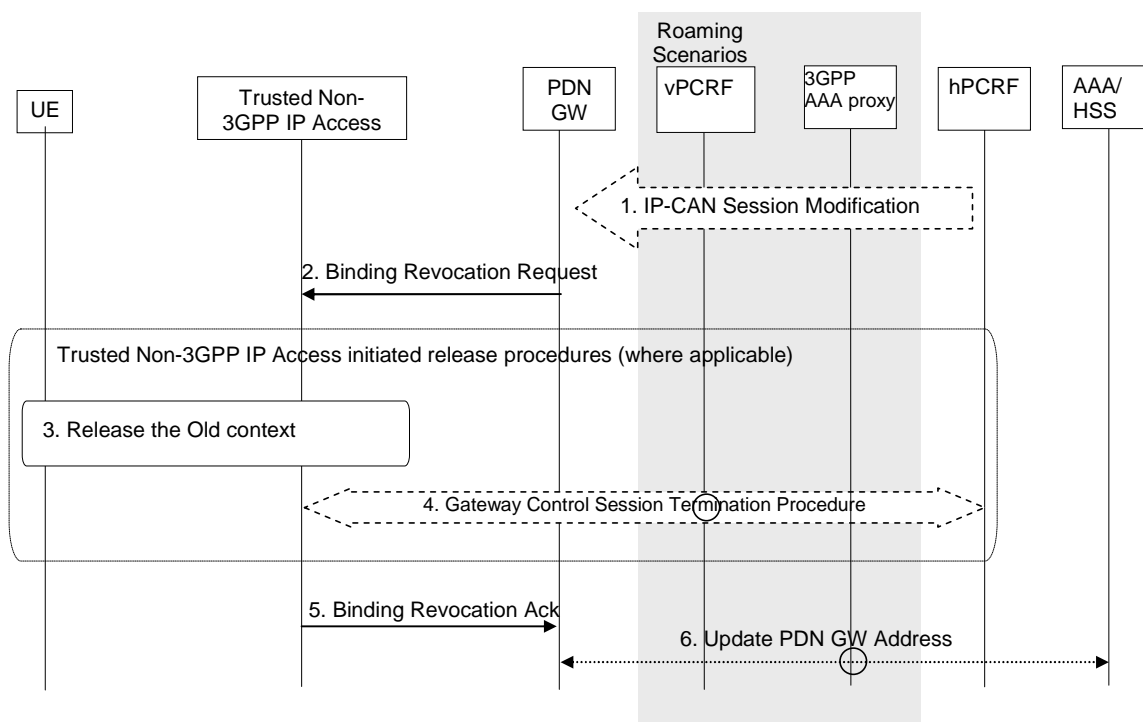 Roaming
Scenarios
UE
Trusted Non-
3GPP IP Access
PDN
GW
vPCRF
3GPP
AAA proxy
hPCRF
AAA/
HSS
1. IP-CAN Session Modification
2. Binding Revocation Request
Trusted Non-3GPP IP Access initiated release procedures (where applicable)
3. Release the Old context
4. Gateway Control Session Termination Procedure
5. Binding Revocation Ack
6. Update PDN GW Address